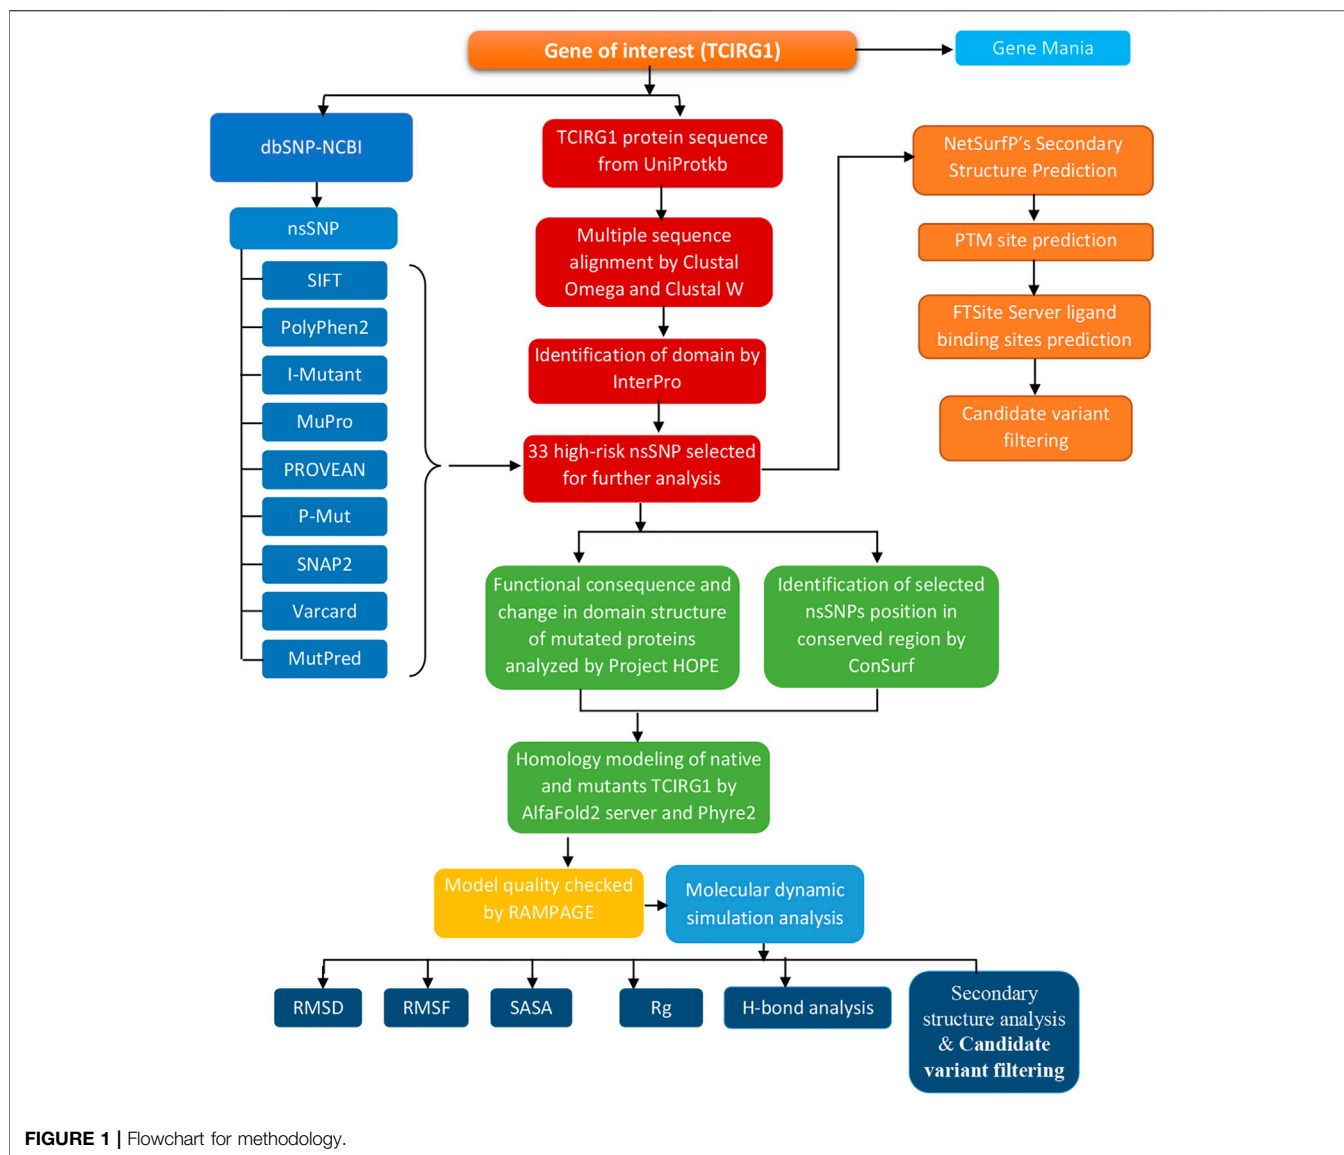 Gene of interest (TCIRG1)
Gene Mania
dbSNP-NCBI
nsSNP
SIFT
PolyPhen2
I-Mutant
MuPro
PROVEAN
P-Mut
SNAP2
Varcard
MutPred
TCIRG1 protein sequence
from UniProtkb
Multiple sequence
alignment by Clustal
Omega and Clustal W
Identification of domain by
InterPro
33 high-risk nsSNP selected
for further analysis
NetSurfP's Secondary
Structure Prediction
PTM site prediction
FTSite Server ligand
binding sites prediction
Candidate variant
filtering
Functional consequence and
change in domain structure
of mutated proteins
analyzed by Project HOPE
Identification of selected
nsSNPs position in
conserved region by
ConSurf
Homology modeling of native
and mutants TCIRG1 by
AlfaFold2 server and Phyre2
Model quality checked
by RAMPAGE
Molecular dynamic
simulation analysis
RMSD
RMSF
SASA
Rg
H-bond analysis
Secondary
structure analysis
& Candidate
variant filtering
FIGURE 1 | Flowchart for methodology.